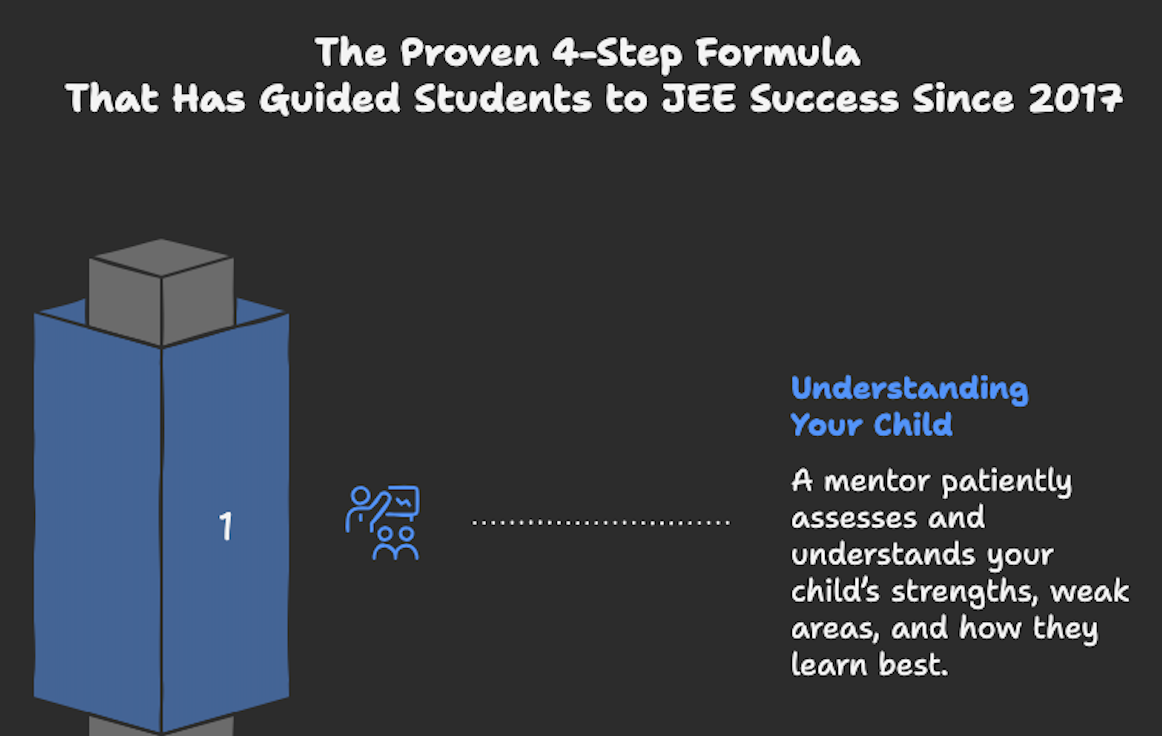 The Proven 4-Step Formula
That Has Guided Students to JEE Success Since 2017
1
Understanding
Your Child
A mentor patiently
assesses and
understands your
child's strengths, weak
areas, and how they
learn best.